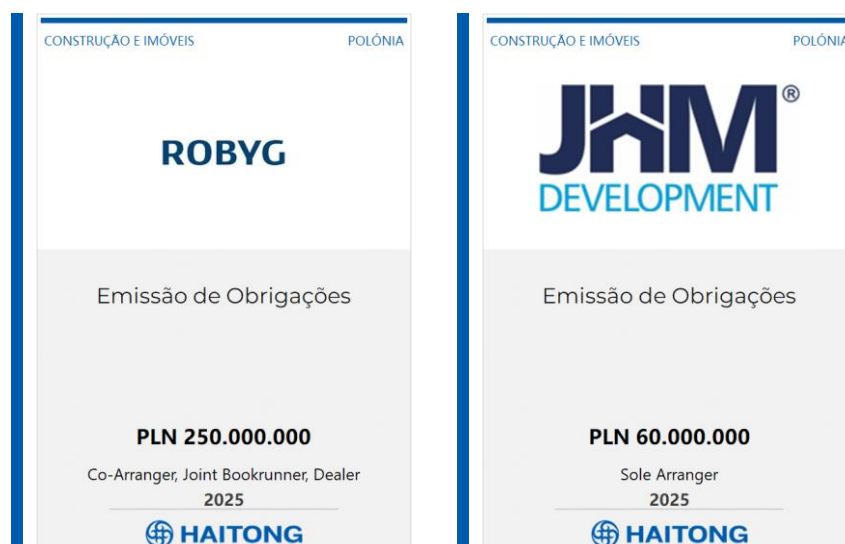 CONSTRUÇÃO E IMÓVEIS POLÓNIA
ROBYG
Emissão de Obrigações
PLN 250.000.000
Co-Arranger, Joint Bookrunner, Dealer
2025
HAITONG
CONSTRUÇÃO E IMÓVEIS POLÓNIA
JHM®
DEVELOPMENT
Emissão de Obrigações
PLN 60.000.000
Sole Arranger
2025
HAITONG